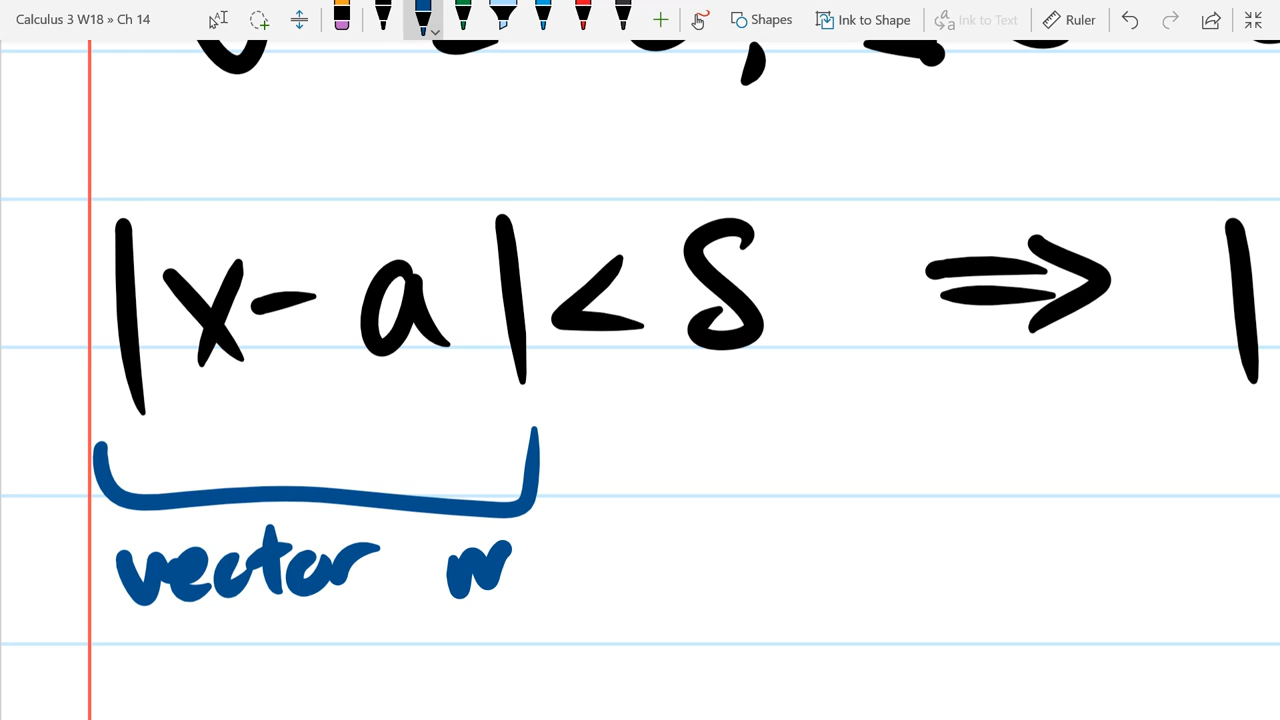 Calculus 3 W18 » Ch 14 Shapes Ink to Shape Ink to Text Ruler
|x - a| < δ ⇒ |
vector